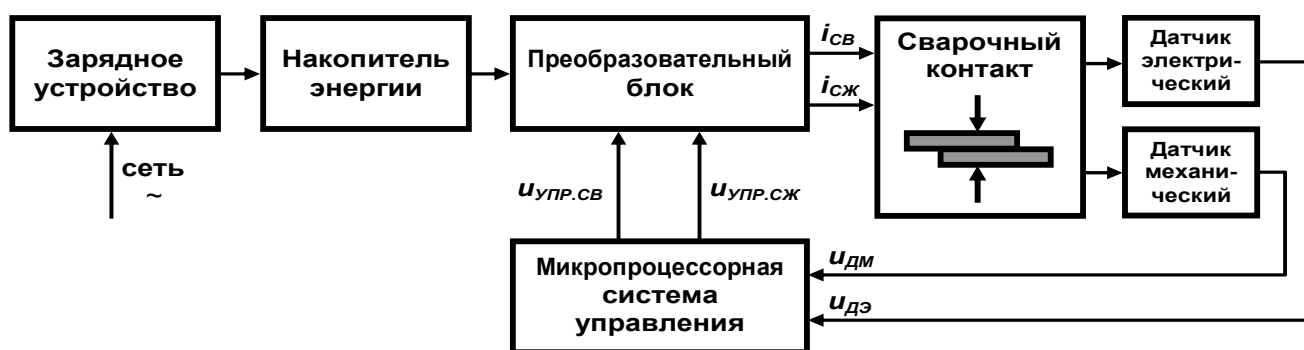 Зарядное
устройство
Накопитель
энергии
Преобразовательный
блок
iСВ
iСЖ
Сварочный
контакт
Датчик
электри-
ческий
Датчик
механи-
ческий
сеть
~
uУПР.СВ
uУПР.СЖ
Микропроцессорная
система
управления
uДМ
uДЭ